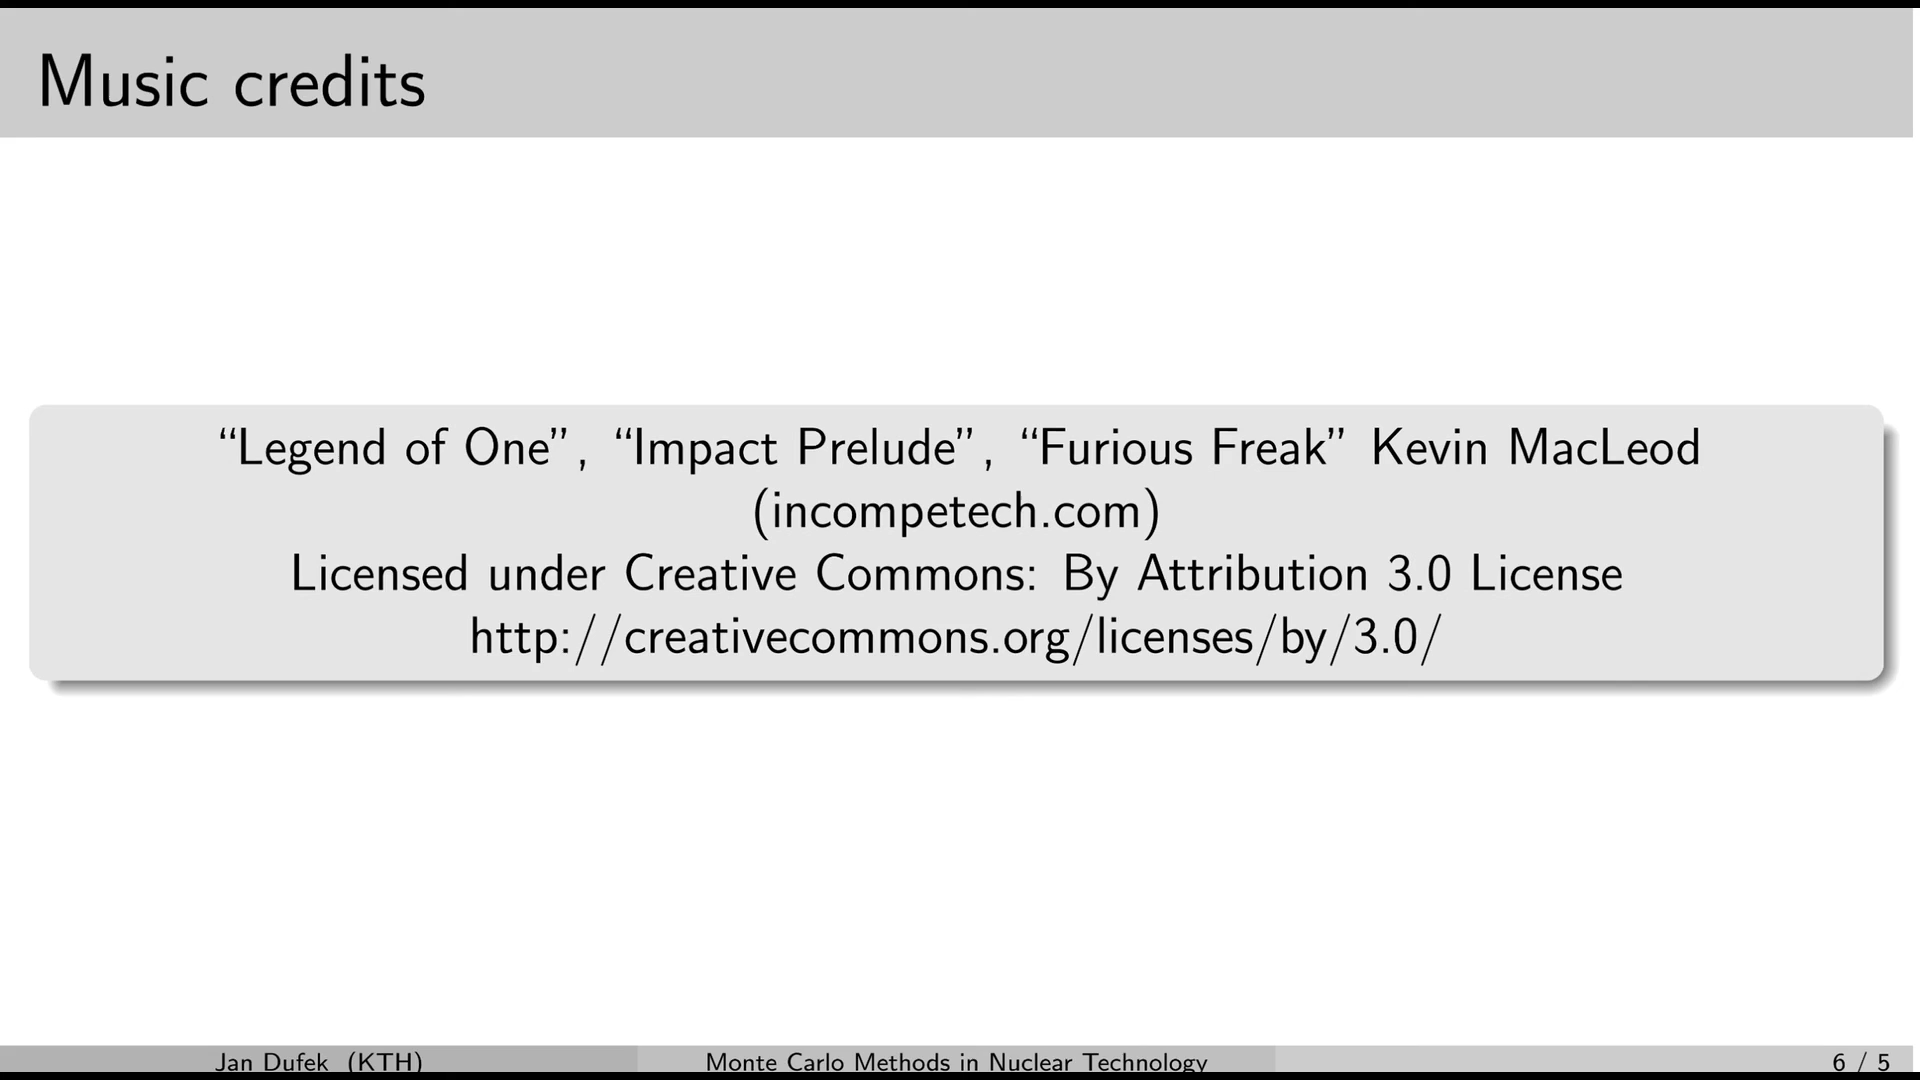 Music credits
“Legend of One”, “Impact Prelude”, “Furious Freak” Kevin MacLeod
(incompetech.com)
Licensed under Creative Commons: By Attribution 3.0 License
http://creativecommons.org/licenses/by/3.0/
Jan Dufek (KTH) Monte Carlo Methods in Nuclear Technology 6 / 5